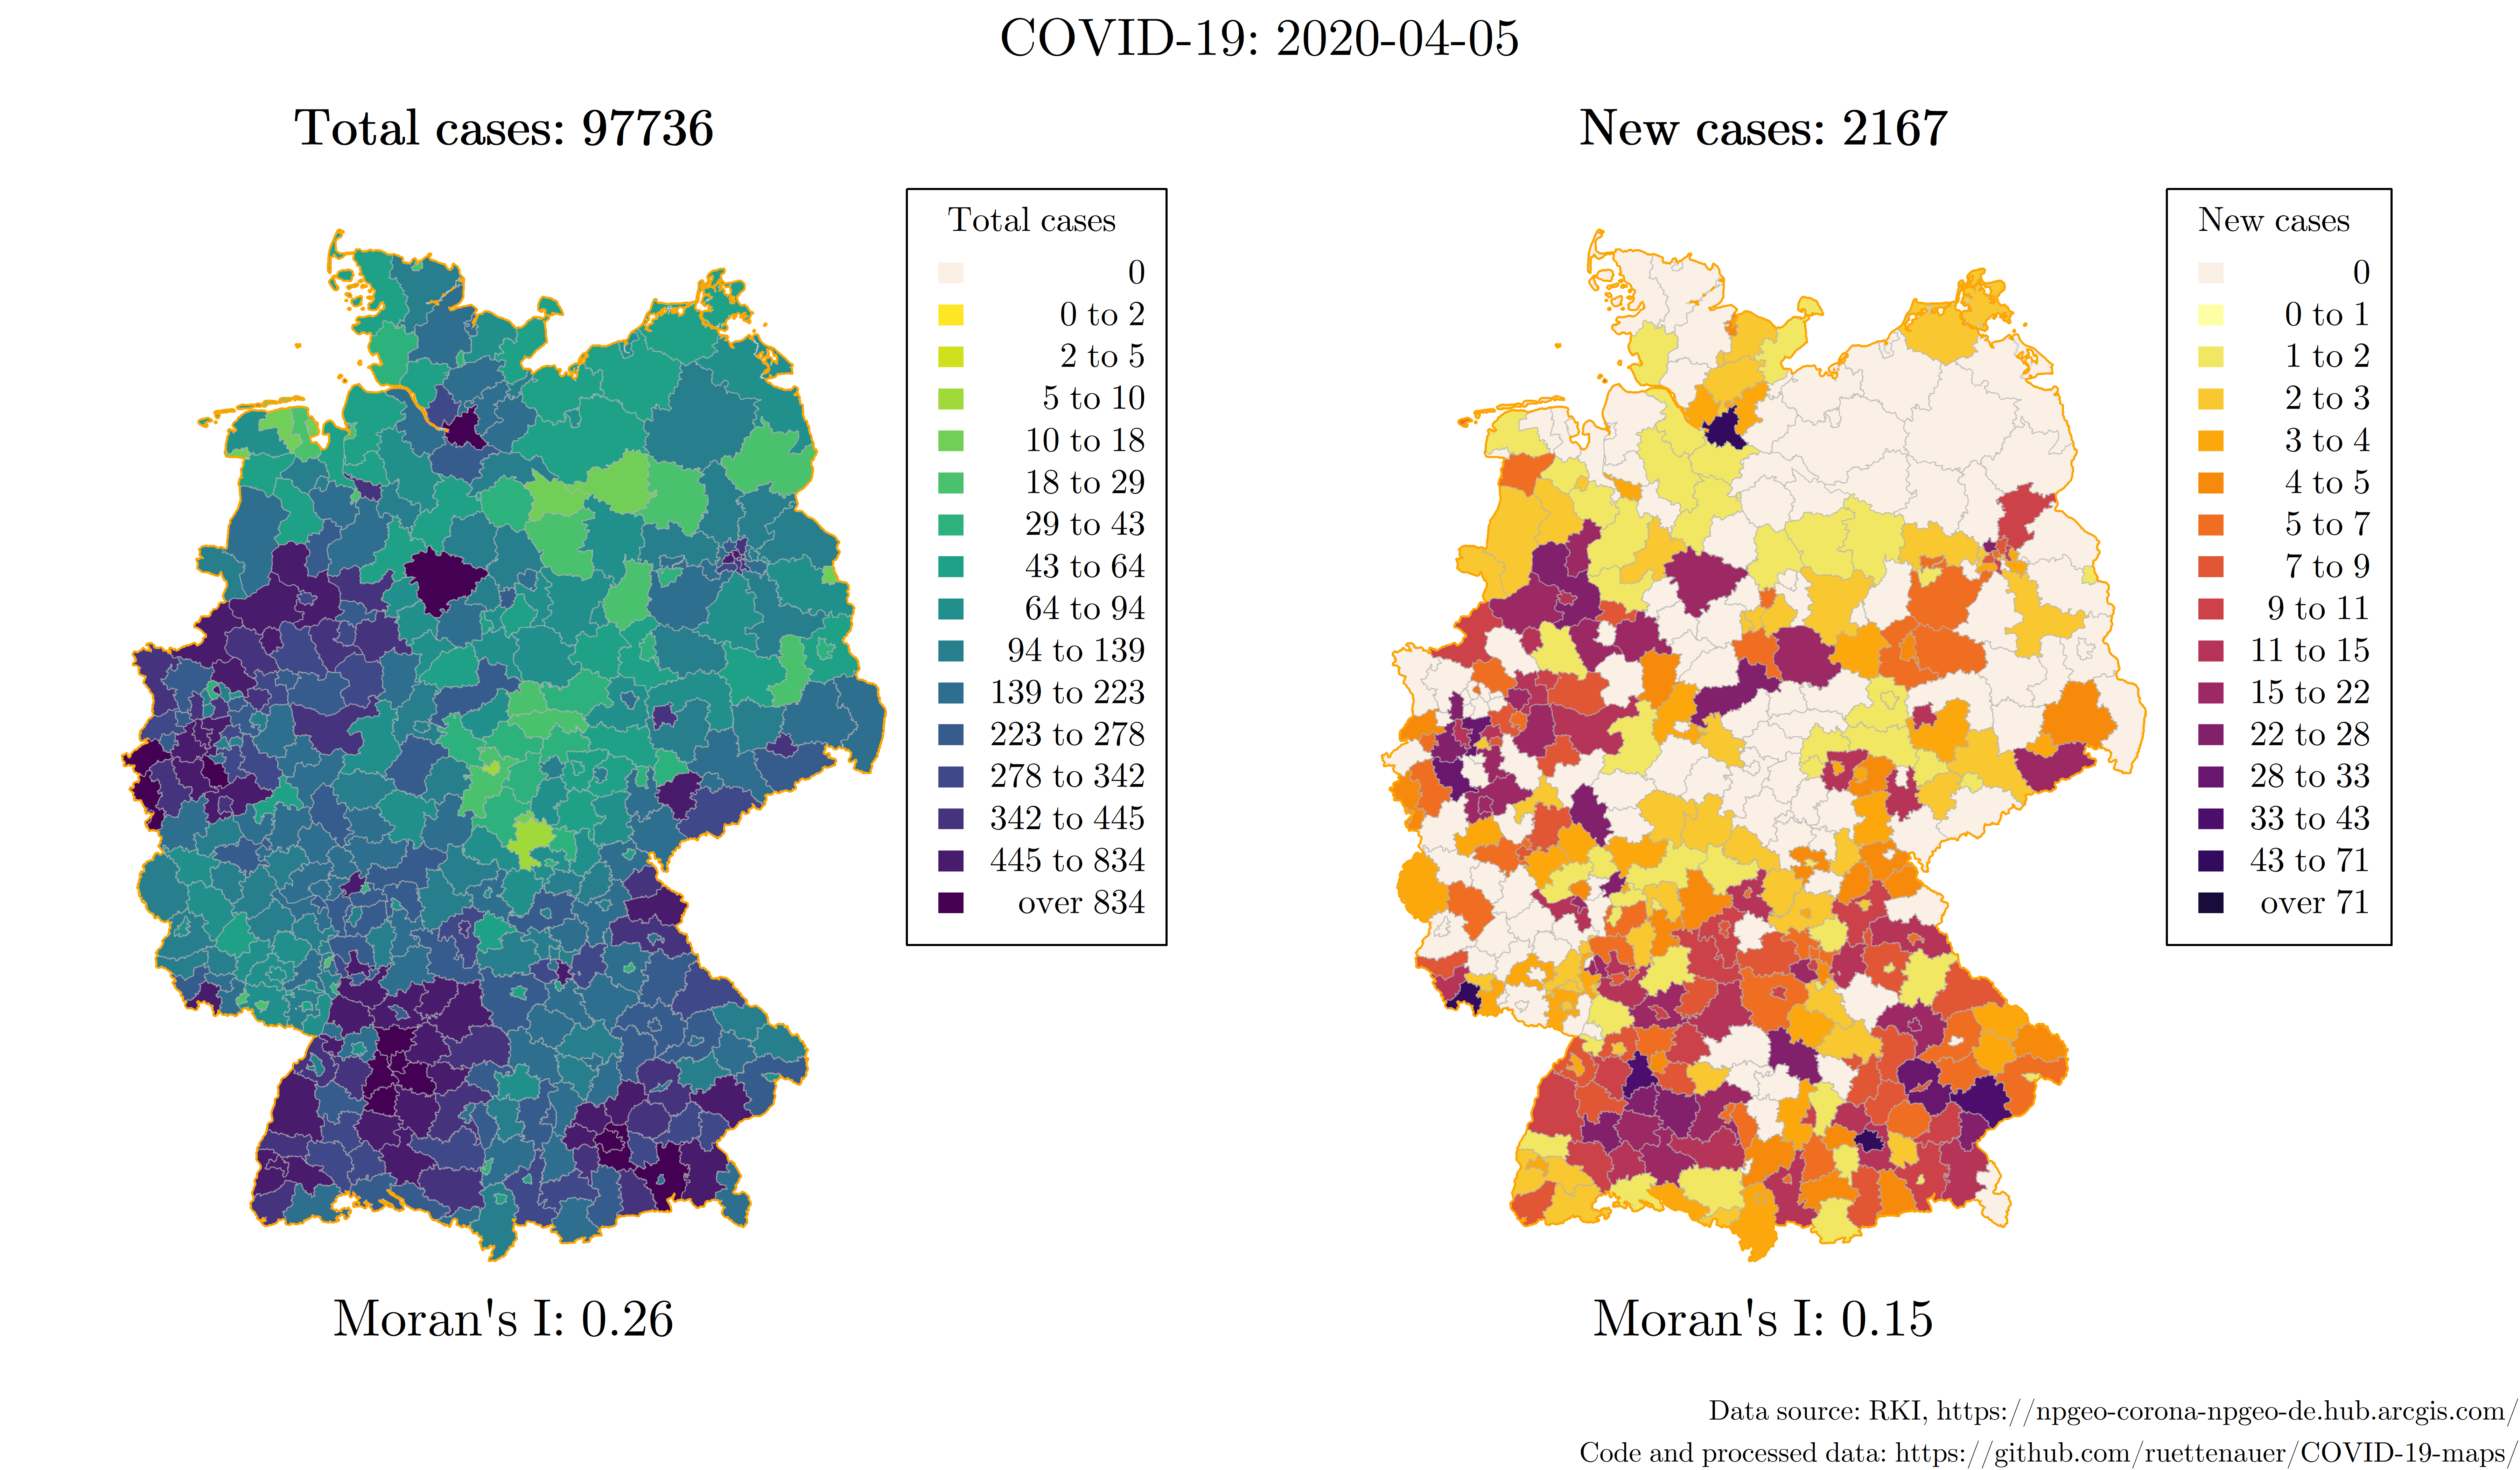 COVID-19: 2020-04-05
Total cases: 97736
Total cases
0
0 to 2
2 to 5
5 to 10
10 to 18
18 to 29
29 to 43
43 to 64
64 to 94
94 to 139
139 to 223
223 to 278
278 to 342
342 to 445
445 to 834
over 834
Moran's I: 0.26
New cases: 2167
New cases
0
0 to 1
1 to 2
2 to 3
3 to 4
4 to 5
5 to 7
7 to 9
9 to 11
11 to 15
15 to 22
22 to 28
28 to 33
33 to 43
43 to 71
over 71
Moran's I: 0.15
Data source: RKI, https://npgeo-corona-npgeo-de.hub.arcgis.com/
Code and processed data: https://github.com/ruettenauer/COVID-19-maps/